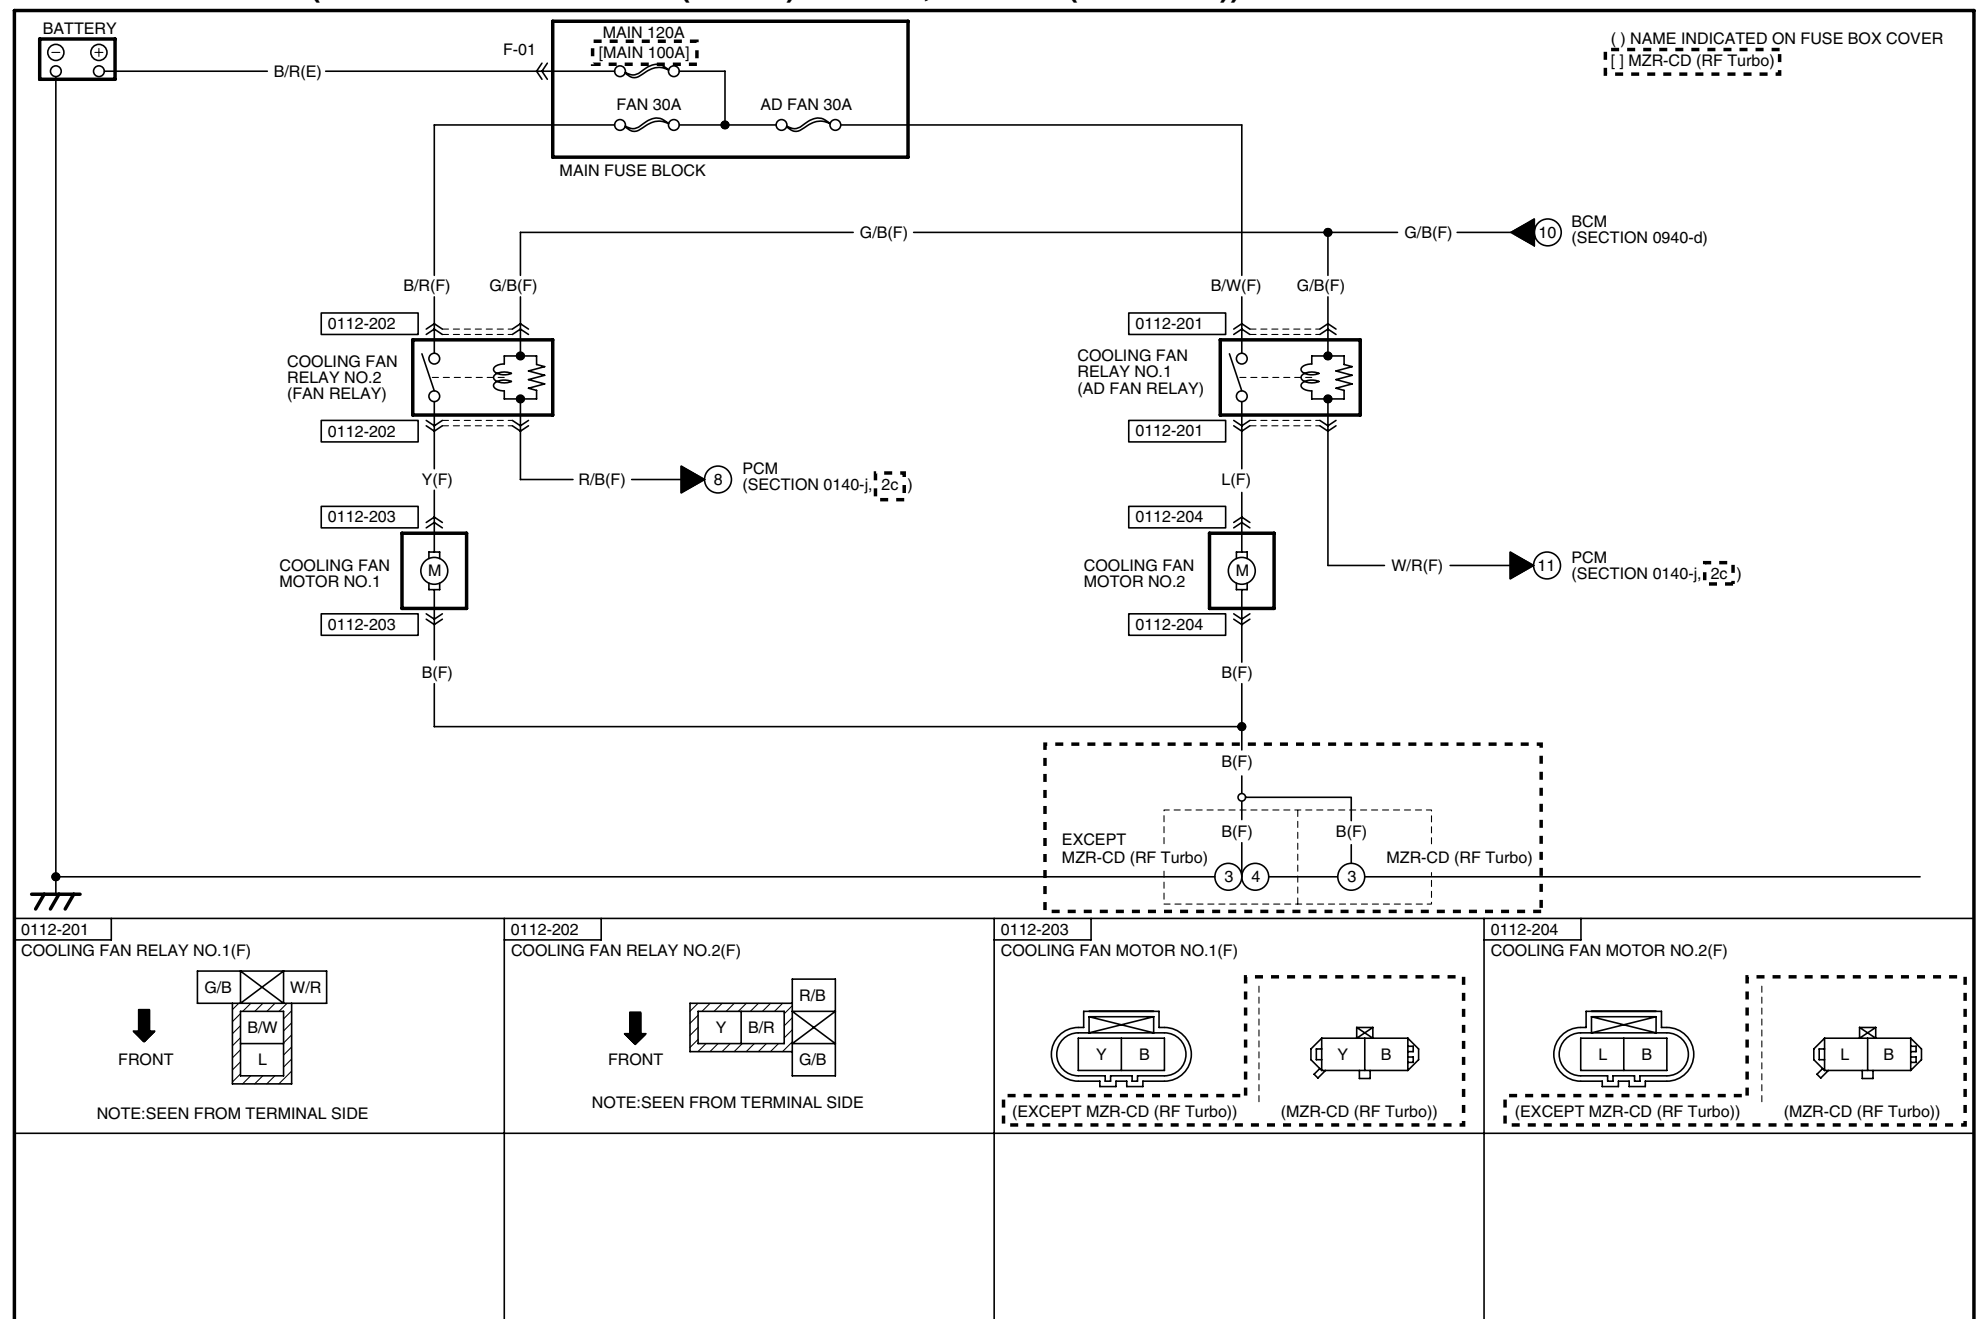 BATTERY
B/R(E)
F-01
MAIN 120A
[MAIN 100A]
FAN 30A
AD FAN 30A
MAIN FUSE BLOCK
( ) NAME INDICATED ON FUSE BOX COVER
[ ] MZR-CD (RF Turbo)
G/B(F)
G/B(F)
10
BCM
(SECTION 0940-d)
B/R(F)
G/B(F)
B/W(F)
G/B(F)
0112-202
COOLING FAN
RELAY NO.2
(FAN RELAY)
0112-202
0112-201
COOLING FAN
RELAY NO.1
(AD FAN RELAY)
0112-201
Y(F)
R/B(F)
8
PCM
(SECTION 0140-j, 2c )
L(F)
0112-203
COOLING FAN
MOTOR NO.1
M
0112-203
0112-204
COOLING FAN
MOTOR NO.2
M
0112-204
W/R(F)
11
PCM
(SECTION 0140-j, 2c )
B(F)
B(F)
B(F)
B(F)
B(F)
EXCEPT
MZR-CD (RF Turbo)
MZR-CD (RF Turbo)
3
4
3
0112-201
COOLING FAN RELAY NO.1(F)
G/B
W/R
B/W
L
FRONT
NOTE:SEEN FROM TERMINAL SIDE
0112-202
COOLING FAN RELAY NO.2(F)
R/B
Y
B/R
G/B
FRONT
NOTE:SEEN FROM TERMINAL SIDE
0112-203
COOLING FAN MOTOR NO.1(F)
Y
B
Y
B
(EXCEPT MZR-CD (RF Turbo))
(MZR-CD (RF Turbo))
0112-204
COOLING FAN MOTOR NO.2(F)
L
B
L
B
(EXCEPT MZR-CD (RF Turbo))
(MZR-CD (RF Turbo))